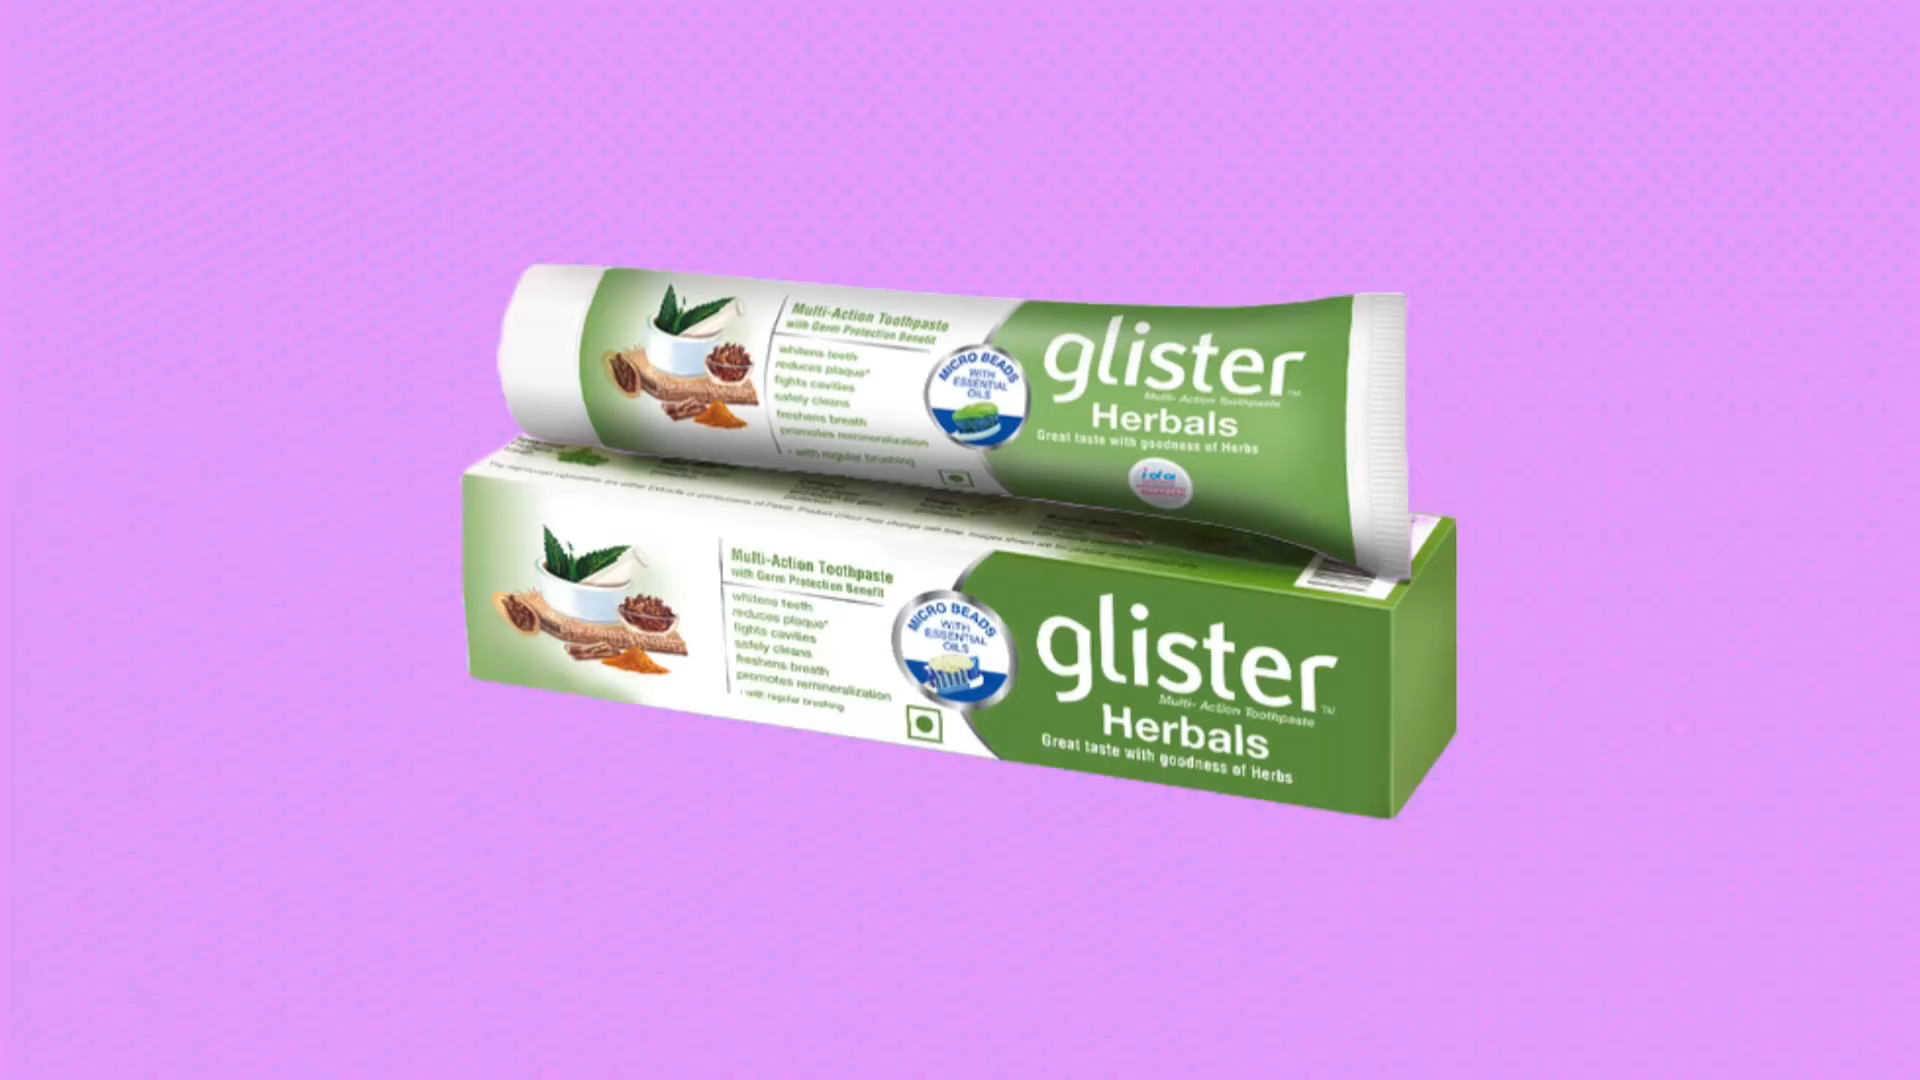 Multi-Action Toothpaste
with Germ Protection Benefit
whitens teeth
reduces plaque*
fights cavities
safely cleans
freshens breath
promotes remineralization
* with regular brushing
MICRO BEADS
WITH
ESSENTIAL
OILS
glister™
Multi- Action Toothpaste
Herbals
Great taste with goodness of Herbs
Multi-Action Toothpaste
with Germ Protection Benefit
whitens teeth
reduces plaque*
fights cavities
safely cleans
freshens breath
promotes remineralization
* with regular brushing
MICRO BEADS
WITH
ESSENTIAL
OILS
glister™
Multi- Action Toothpaste
Herbals
Great taste with goodness of Herbs